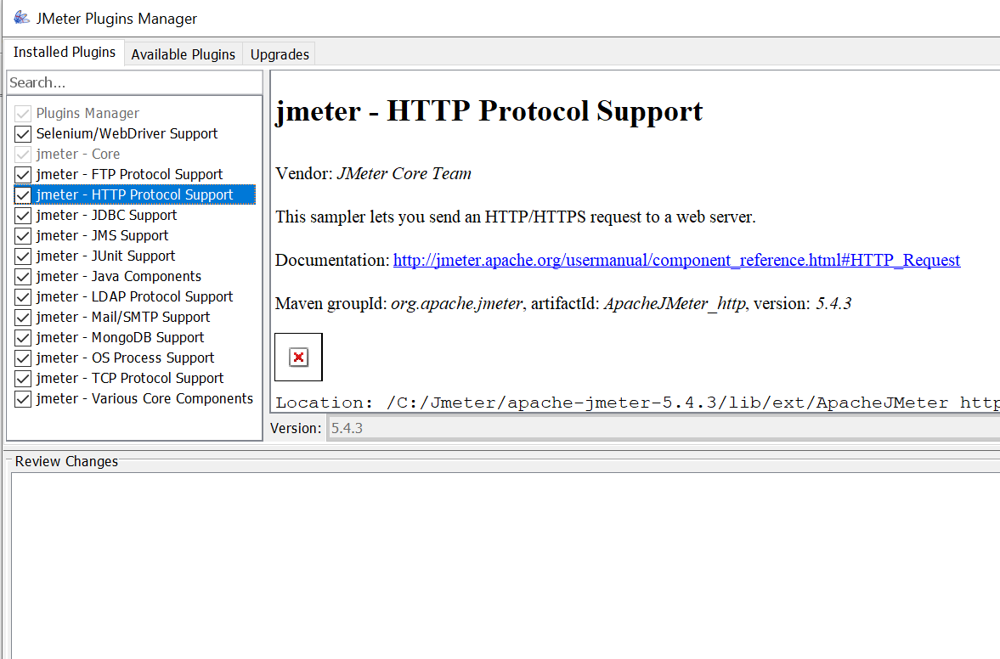 JMeter Plugins Manager
Installed Plugins
Available Plugins
Upgrades
Search...
Plugins Manager
Selenium/WebDriver Support
jmeter - Core
jmeter - FTP Protocol Support
jmeter - HTTP Protocol Support
jmeter - JDBC Support
jmeter - JMS Support
jmeter - JUnit Support
jmeter - Java Components
jmeter - LDAP Protocol Support
jmeter - Mail/SMTP Support
jmeter - MongoDB Support
jmeter - OS Process Support
jmeter - TCP Protocol Support
jmeter - Various Core Components
jmeter - HTTP Protocol Support
Vendor: JMeter Core Team
This sampler lets you send an HTTP/HTTPS request to a web server.
Documentation: http://jmeter.apache.org/usermanual/component_reference.html#HTTP_Request
Maven groupId: org.apache.jmeter, artifactId: ApacheJMeter_http, version: 5.4.3
Location: /C:/Jmeter/apache-jmeter-5.4.3/lib/ext/ApacheJMeter_http
Version: 5.4.3
Review Changes